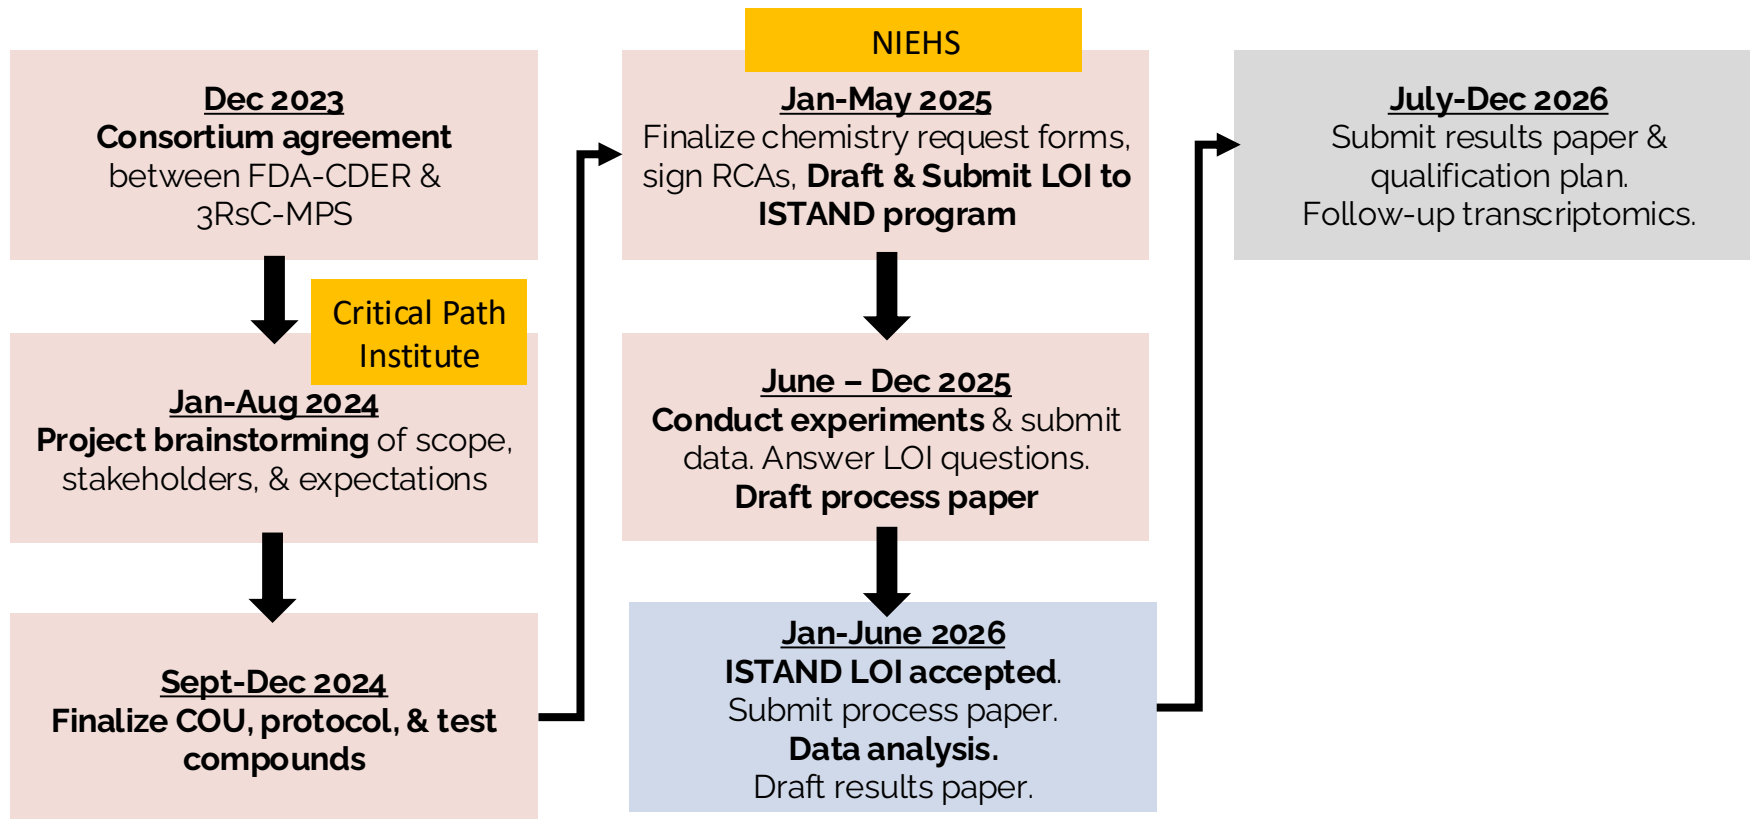 Dec 2023
Consortium agreement
between FDA-CDER &
3RsC-MPS
Critical Path
Institute
Jan-Aug 2024
Project brainstorming of scope,
stakeholders, & expectations
Sept-Dec 2024
Finalize COU, protocol, & test
compounds
NIEHS
Jan-May 2025
Finalize chemistry request forms,
sign RCAs, Draft & Submit LOI to
ISTAND program
June – Dec 2025
Conduct experiments & submit
data. Answer LOI questions.
Draft process paper
Jan-June 2026
ISTAND LOI accepted.
Submit process paper.
Data analysis.
Draft results paper.
July-Dec 2026
Submit results paper &
qualification plan.
Follow-up transcriptomics.